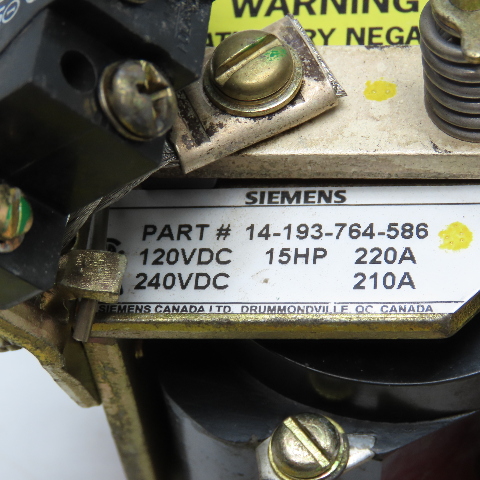 WARNING
NEGA
SIEMENS
PART # 14-193-764-586
120VDC 15HP 220A
240VDC 210A
SIEMENS CANADA LTD, DRUMMONDVILLE QC, CANADA